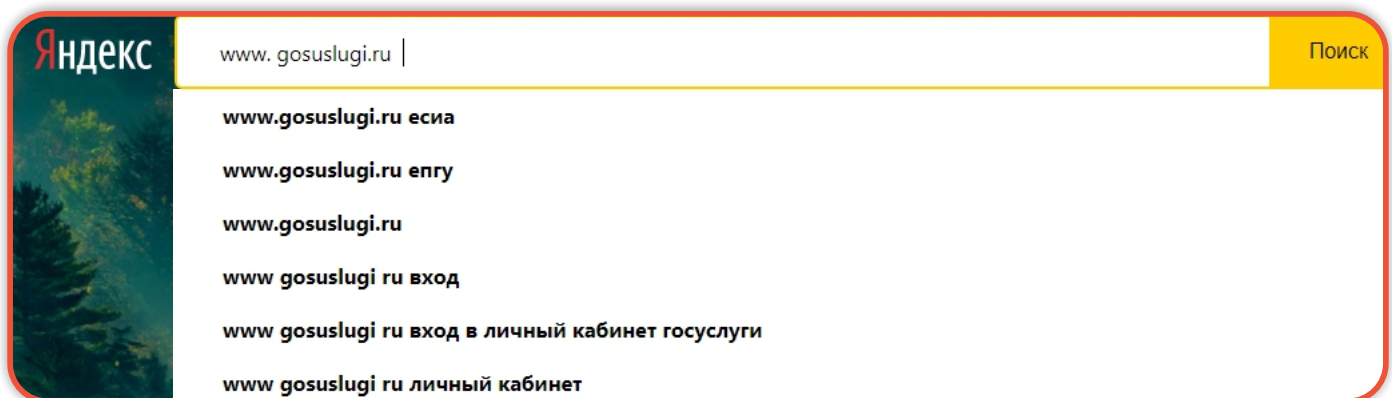 Яндекс
www. gosuslugi.ru
Поиск
www.gosuslugi.ru есиа
www.gosuslugi.ru епгу
www.gosuslugi.ru
www gosuslugi ru вход
www gosuslugi ru вход в личный кабинет госуслуги
www gosuslugi ru личный кабинет